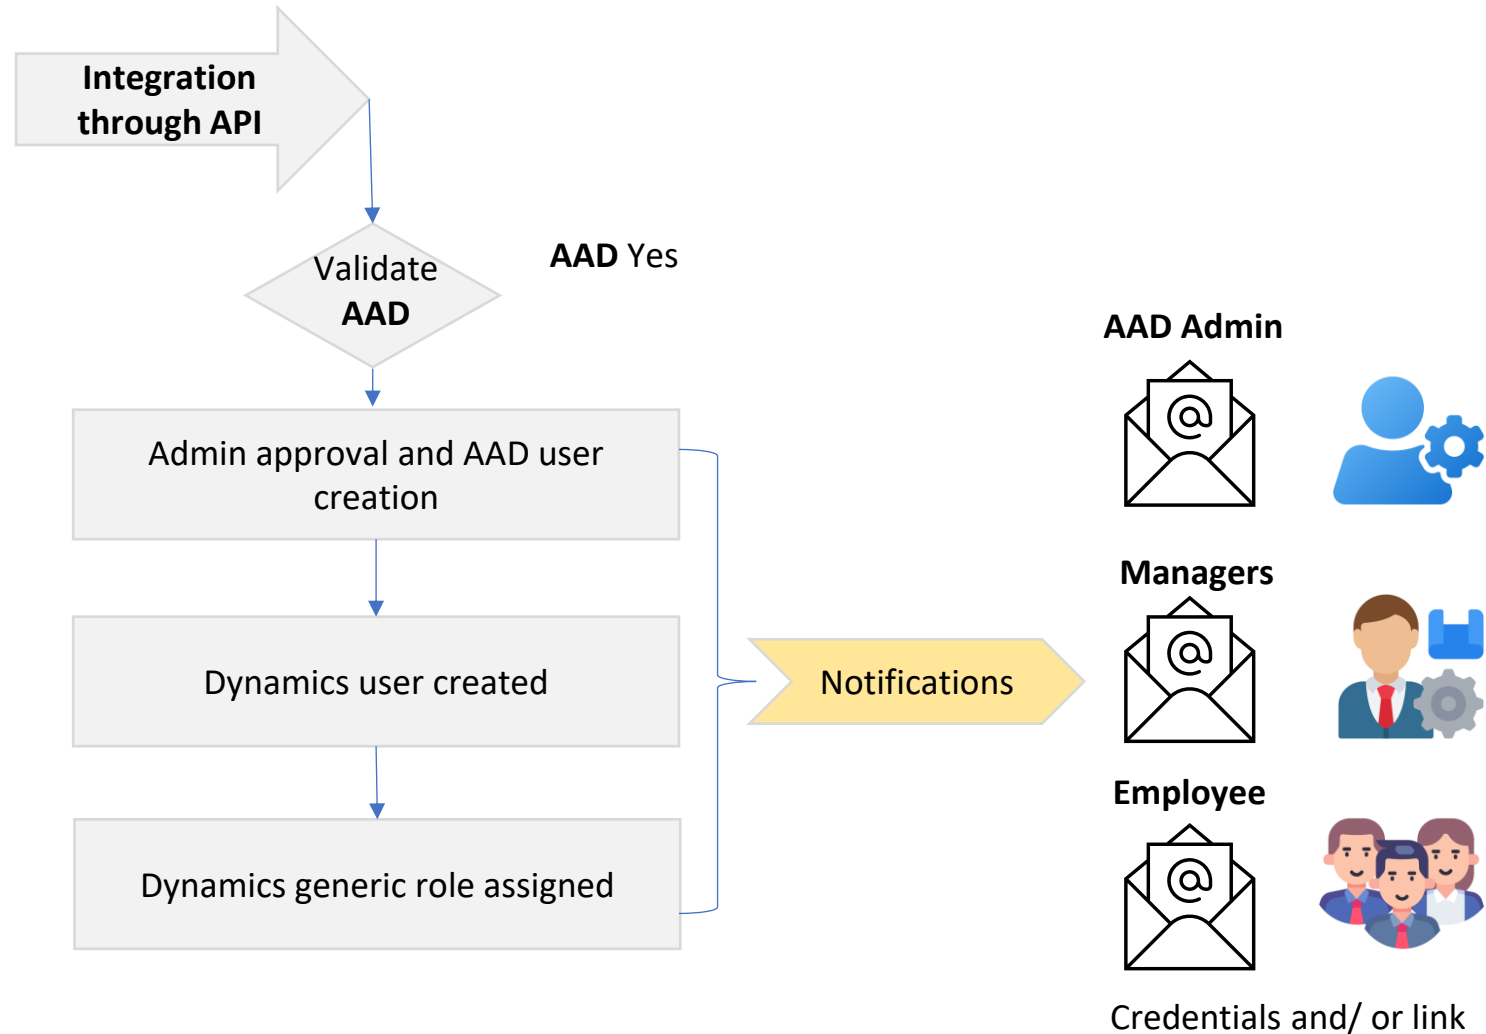 Integration
through API
Validate
AAD
AAD Yes
Admin approval and AAD user
creation
Dynamics user created
Dynamics generic role assigned
Notifications
AAD Admin
@
Managers
@
Employee
@
Credentials and/ or link